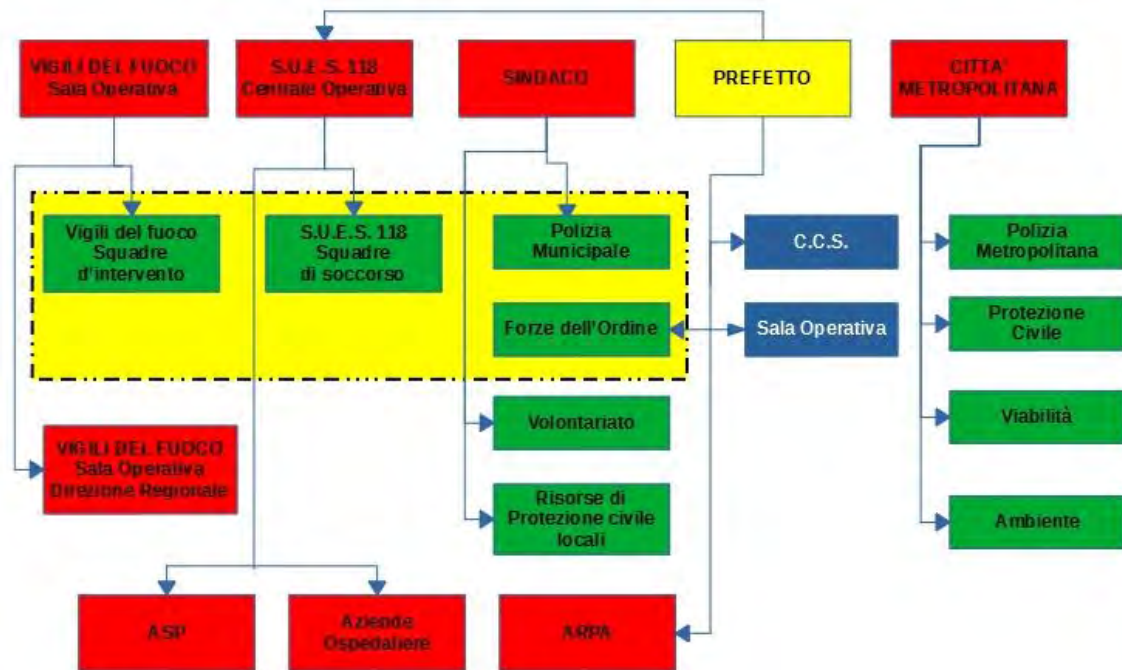 VIGILI DEL FUOCO
Sala Operativa
S.U.E.S. 118
Centrale Operativa
SINDACO
PREFETTO
CITTA'
METROPOLITANA
Vigili del fuoco
Squadre
d'intervento
S.U.E.S. 118
Squadre
di soccorso
Polizia
Municipale
C.C.S.
Polizia
Metropolitana
Forze dell'Ordine
Sala Operativa
Protezione
Civile
Volontariato
Viabilità
VIGILI DEL FUOCO
Sala Operativa
Direzione Regionale
Risorse di
Protezione civile
locali
Ambiente
ASP
Aziende
Ospedaliere
ARPA